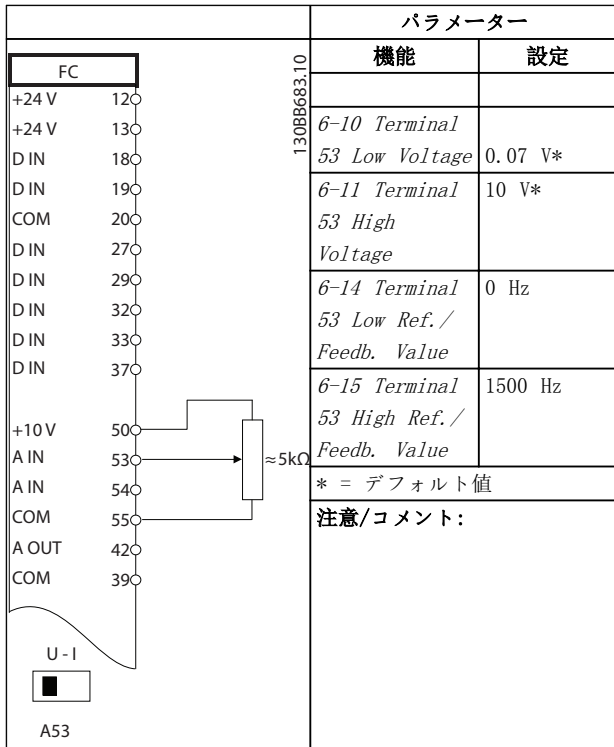 パラメーター
機能 設定
FC
130BB683.10
+24 V 12
+24 V 13
D IN 18
D IN 19
COM 20
D IN 27
D IN 29
D IN 32
D IN 33
D IN 37
+10 V 50
A IN 53
≈5kΩ
A IN 54
COM 55
A OUT 42
COM 39
U - I
A53
6-10 Terminal
53 Low Voltage 0.07 V*
6-11 Terminal 10 V*
53 High
Voltage
6-14 Terminal 0 Hz
53 Low Ref./
Feedb. Value
6-15 Terminal 1500 Hz
53 High Ref./
Feedb. Value
* = デフォルト値
注意/コメント: